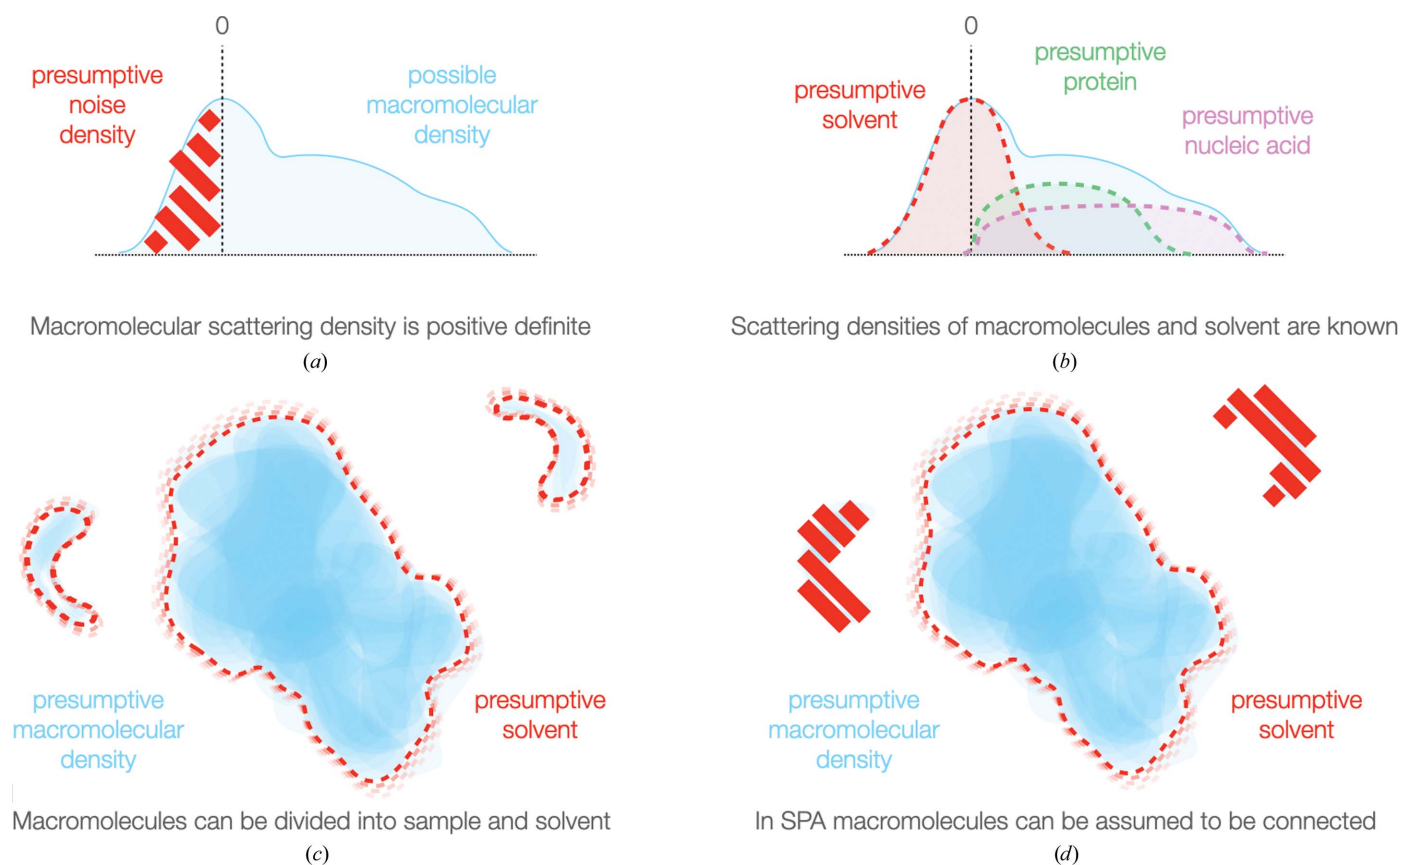 0
presumptive
noise
density
possible
macromolecular
density
Macromolecular scattering density is positive definite
(a)
0
presumptive
solvent
presumptive
protein
presumptive
nucleic acid
Scattering densities of macromolecules and solvent are known
(b)
presumptive
macromolecular
density
presumptive
solvent
Macromolecules can be divided into sample and solvent
(c)
presumptive
macromolecular
density
presumptive
solvent
In SPA macromolecules can be assumed to be connected
(d)